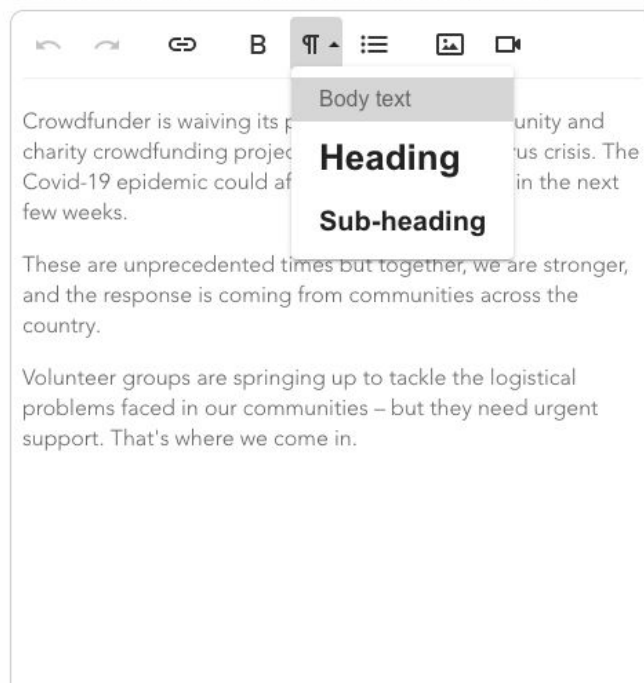 B
¶
Body text
Heading
Sub-heading
Crowdfunder is waiving its unity and
charity crowdfunding rus crisis. The
Covid-19 epidemic could in the next
few weeks.
These are unprecedented times but together, we are stronger,
and the response is coming from communities across the
country.
Volunteer groups are springing up to tackle the logistical
problems faced in our communities – but they need urgent
support. That's where we come in.